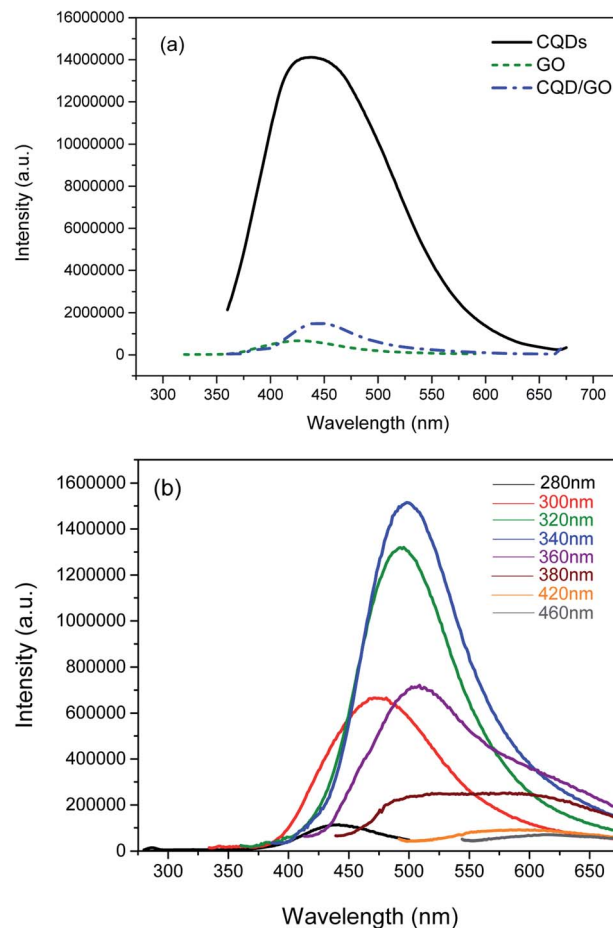 (a)
CQDs
GO
CQD/GO
16000000
14000000
12000000
10000000
8000000
6000000
4000000
2000000
0
Intensity (a.u.)
300 350 400 450 500 550 600 650 700
Wavelength (nm)
(b)
280nm
300nm
320nm
340nm
360nm
380nm
420nm
460nm
1600000
1400000
1200000
1000000
800000
600000
400000
200000
0
Intensity (a.u.)
300 350 400 450 500 550 600 650
Wavelength (nm)